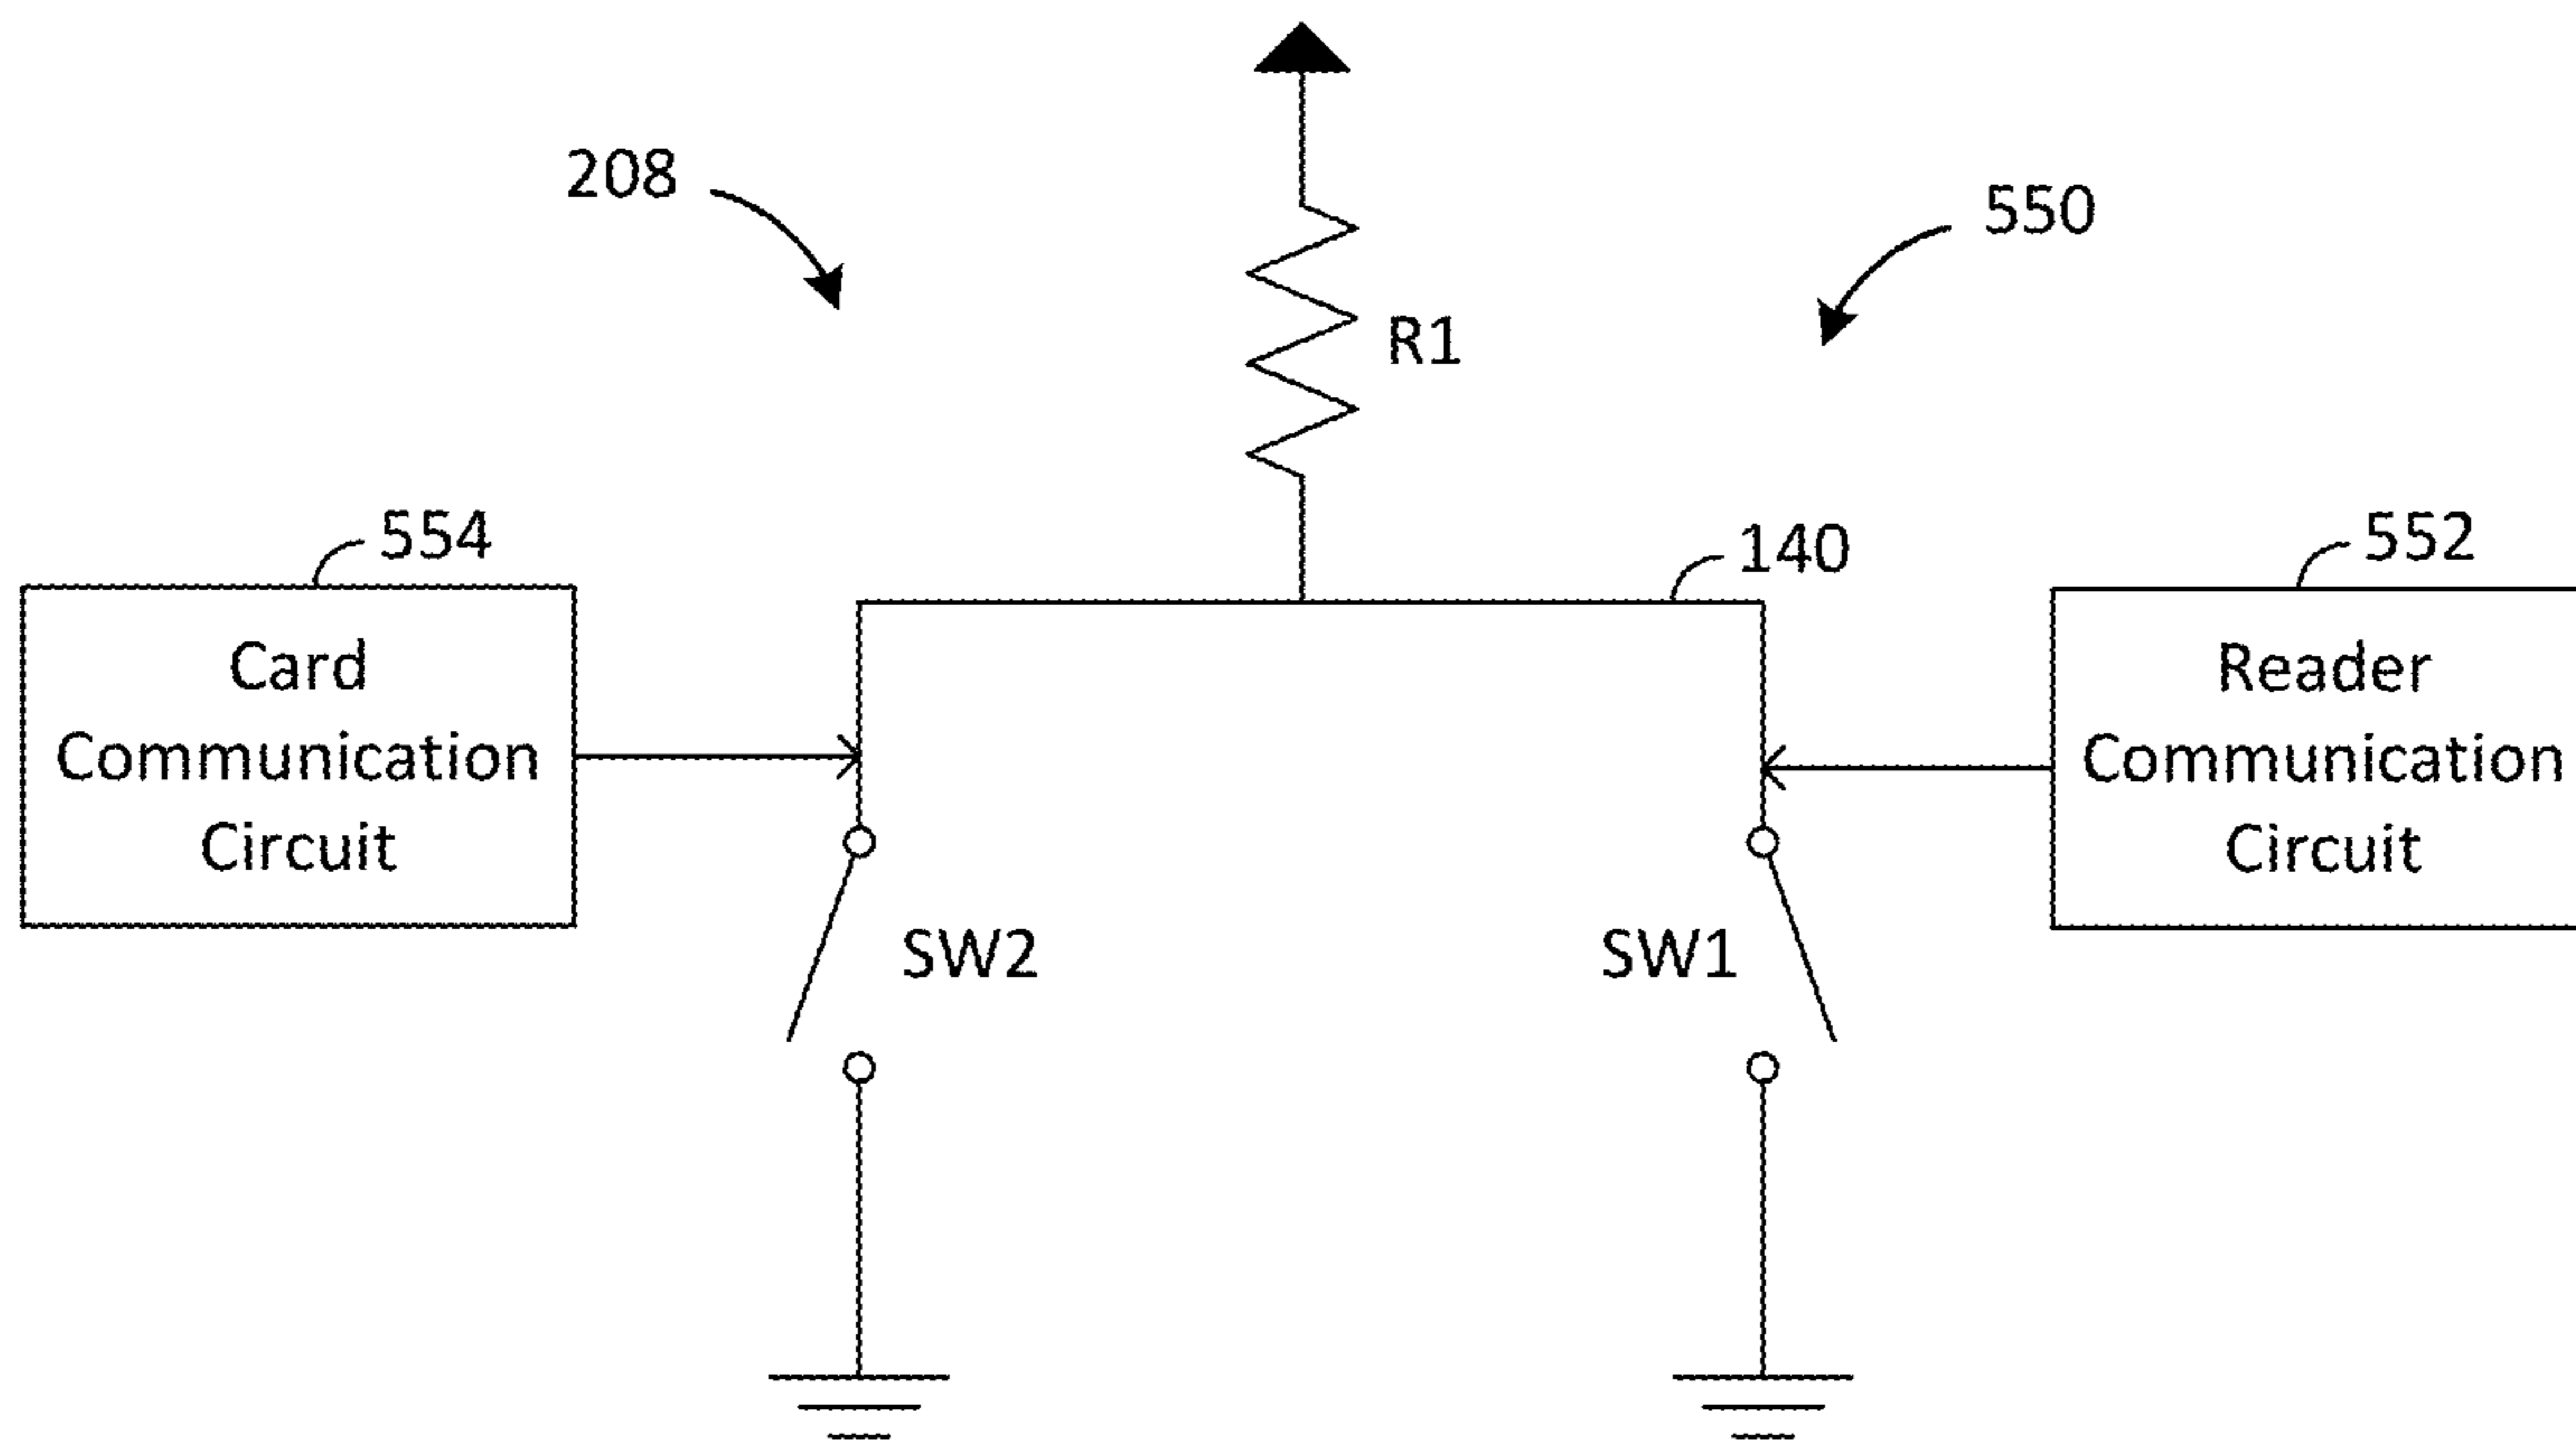 208
550
R1
554
140
552
Card
Communication
Circuit
Reader
Communication
Circuit
SW2
SW1